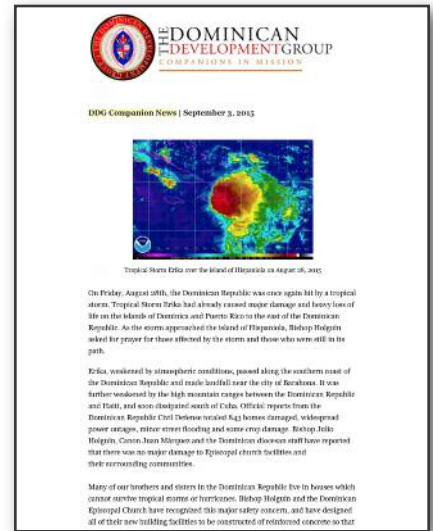 THE DOMINICAN
DEVELOPMENT GROUP
COMPANIONS IN MISSION
DDG Companion News | September 3, 2015
Tropical Storm Erika over the island of Hispaniola on August 28, 2015
On Friday, August 28th, the Dominican Republic was once again hit by a tropical
storm. Tropical Storm Erika had already caused major damage and heavy loss of
life on the islands of Dominica and Puerto Rico to the east of the Dominican
Republic. As the storm approached the island of Hispaniola, Bishop Holguin
asked for prayer for those affected by the storm and those who were still in its
path.
Erika, weakened by atmospheric conditions, passed along the southern coast of
the Dominican Republic and made landfall near the city of Barahona. It was
further weakened by the high mountain ranges between the Dominican Republic
and Haiti, and soon dissipated south of Cuba. Official reports from the
Dominican Republic Civil Defense totaled 843 homes damaged, widespread
power outages, minor street flooding and some crop damage. Bishop Julio
Holguin, Canon Juan Márquez and the Dominican diocesan staff have reported
that there was no major damage to Episcopal church facilities and
their surrounding communities.
Many of our brothers and sisters in the Dominican Republic live in houses which
cannot survive tropical storms or hurricanes. Bishop Holguin and the Dominican
Episcopal Church have recognized this major safety concern, and have designed
all of their new building facilities to be constructed of reinforced concrete so that